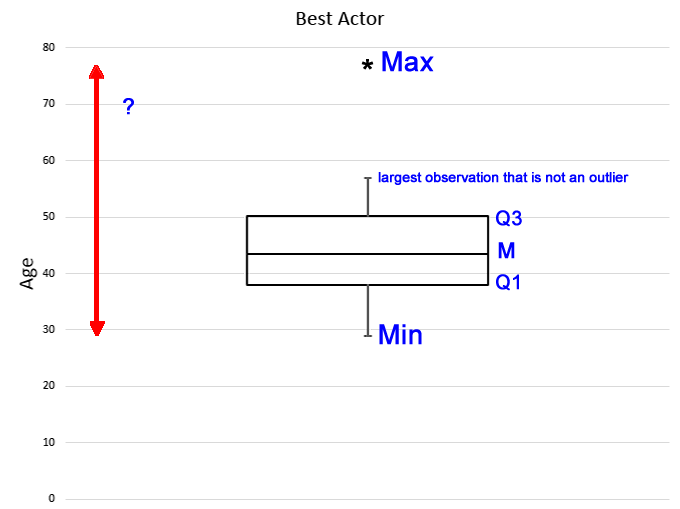 Best Actor
80
* Max
70
?
60
largest observation that is not an outlier
50
Q3
M
Age
40
Q1
30
Min
20
10
0